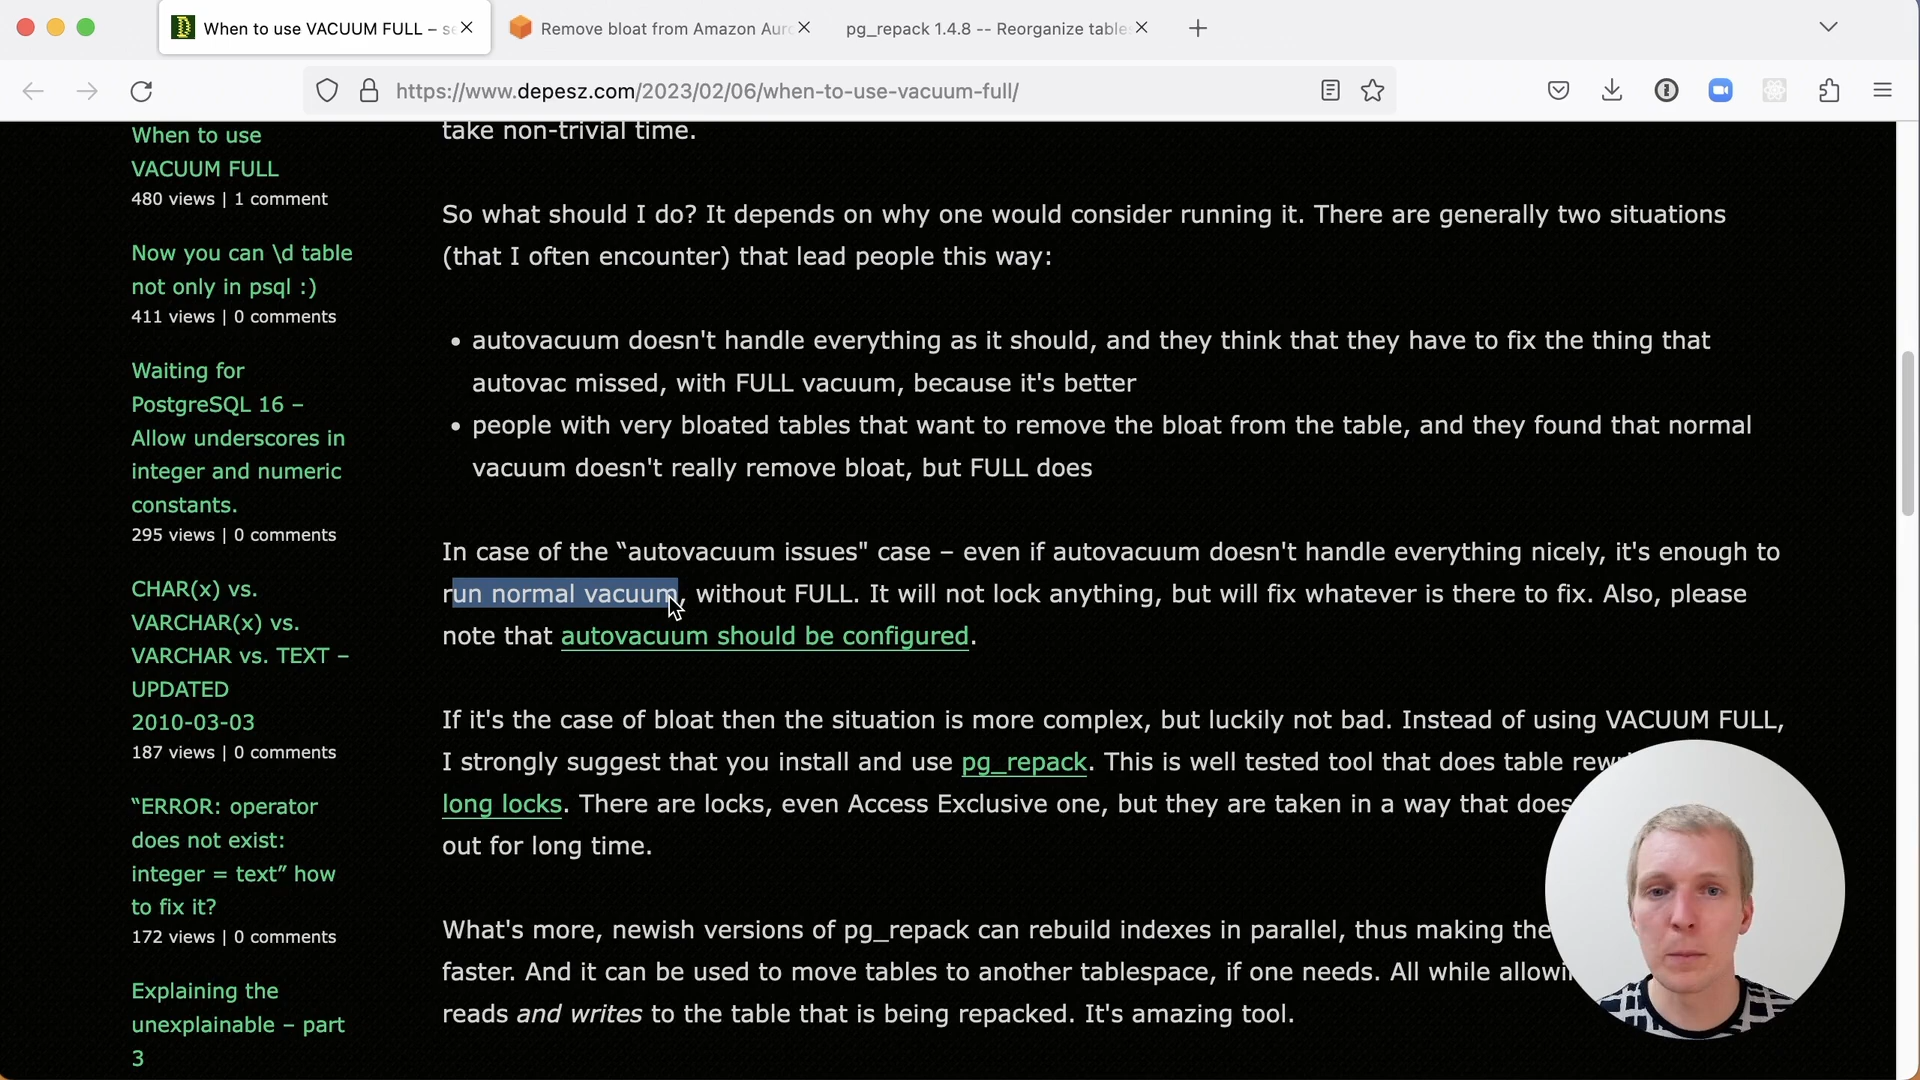 When to use VACUUM FULL – se
Remove bloat from Amazon Auro
pg_repack 1.4.8 -- Reorganize tables
https://www.depesz.com/2023/02/06/when-to-use-vacuum-full/
When to use
VACUUM FULL
480 views | 1 comment
Now you can \d table
not only in psql :)
411 views | 0 comments
Waiting for
PostgreSQL 16 –
Allow underscores in
integer and numeric
constants.
295 views | 0 comments
CHAR(x) vs.
VARCHAR(x) vs.
VARCHAR vs. TEXT –
UPDATED
2010-03-03
187 views | 0 comments
“ERROR: operator
does not exist:
integer = text” how
to fix it?
172 views | 0 comments
Explaining the
unexplainable – part
3
take non-trivial time.
So what should I do? It depends on why one would consider running it. There are generally two situations
(that I often encounter) that lead people this way:
• autovacuum doesn't handle everything as it should, and they think that they have to fix the thing that
autovac missed, with FULL vacuum, because it's better
• people with very bloated tables that want to remove the bloat from the table, and they found that normal
vacuum doesn't really remove bloat, but FULL does
In case of the “autovacuum issues" case – even if autovacuum doesn't handle everything nicely, it's enough to
run normal vacuum, without FULL. It will not lock anything, but will fix whatever is there to fix. Also, please
note that autovacuum should be configured.
If it's the case of bloat then the situation is more complex, but luckily not bad. Instead of using VACUUM FULL,
I strongly suggest that you install and use pg_repack. This is well tested tool that does table rew
long locks. There are locks, even Access Exclusive one, but they are taken in a way that does
out for long time.
What's more, newish versions of pg_repack can rebuild indexes in parallel, thus making the
faster. And it can be used to move tables to another tablespace, if one needs. All while allowi
reads and writes to the table that is being repacked. It's amazing tool.